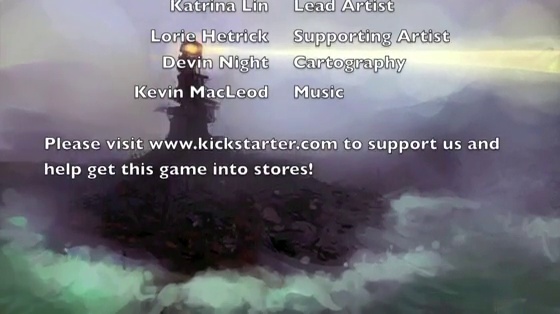 Katrina Lin Lead Artist
Lorie Hetrick Supporting Artist
Devin Night Cartography
Kevin MacLeod Music
Please visit www.kickstarter.com to support us and
help get this game into stores!